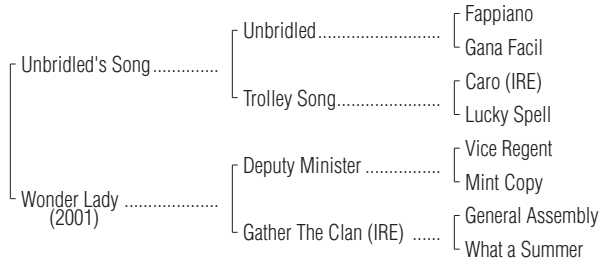 Fappiano
Unbridled........................
Gana Facil
Unbridled's Song.............
Caro (IRE)
Trolley Song....................
Lucky Spell
Vice Regent
Deputy Minister ...............
Mint Copy
Wonder Lady ..................
(2001)
General Assembly
Gather The Clan (IRE) ......
What a Summer